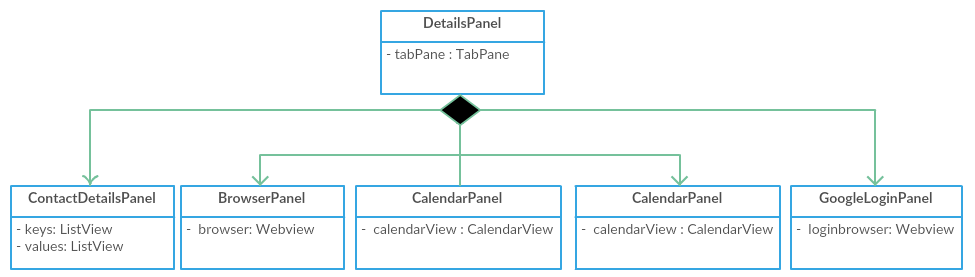 DetailsPanel
- tabPane : TabPane
ContactDetailsPanel
- keys: ListView
- values: ListView
BrowserPanel
- browser: Webview
CalendarPanel
- calendarView : CalendarView
CalendarPanel
- calendarView : CalendarView
GoogleLoginPanel
- loginbrowser: Webview